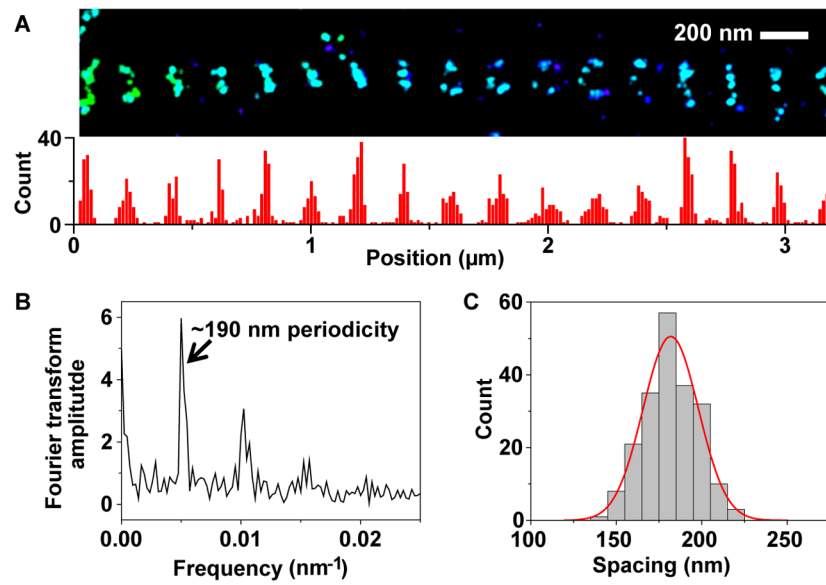 A
200 nm
40
Count
0
0 1 2 3
Position (µm)
B
6
4
2
0
Fourier transform
amplitutde
~190 nm periodicity
0.00 0.01 0.02
Frequency (nm-1)
C
60
40
20
0
Count
100 150 200 250
Spacing (nm)